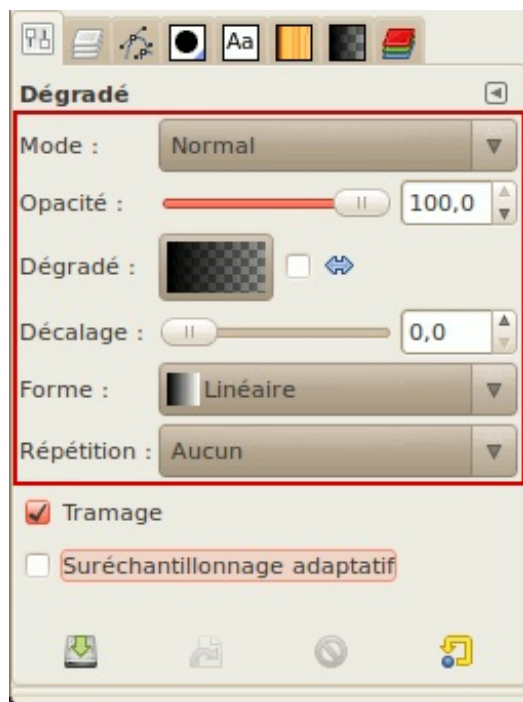 Aa
Dégradé
Mode : Normal
Opacité : 100,0
Dégradé :
Décalage : 0,0
Forme : Linéaire
Répétition : Aucun
Tramage
Suréchantillonnage adaptatif